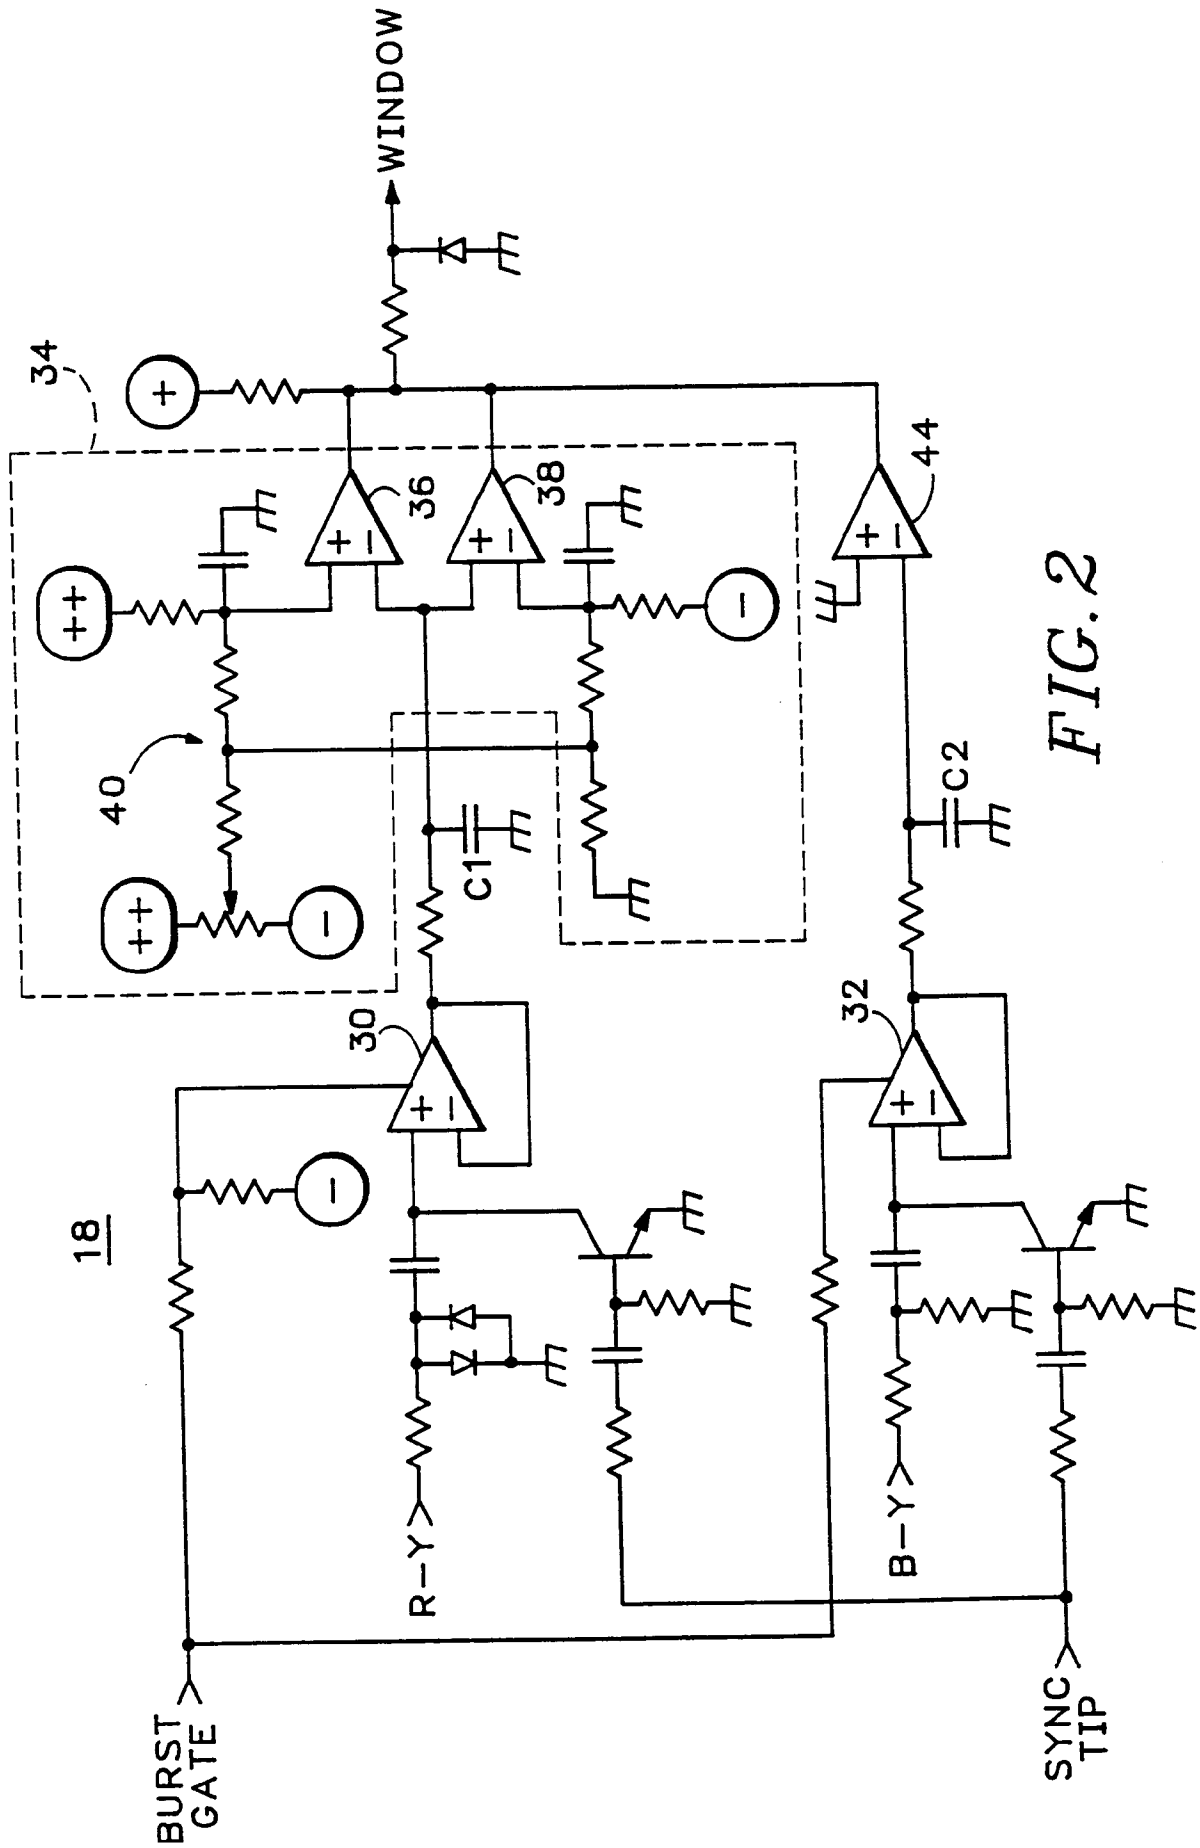 18
BURST
GATE
R-Y
SYNC
TIP
B-Y
30
+
−
32
+
−
C1
C2
40
++
−
++
−
34
36
+
−
38
+
−
44
+
−
+
−
WINDOW
FIG. 2